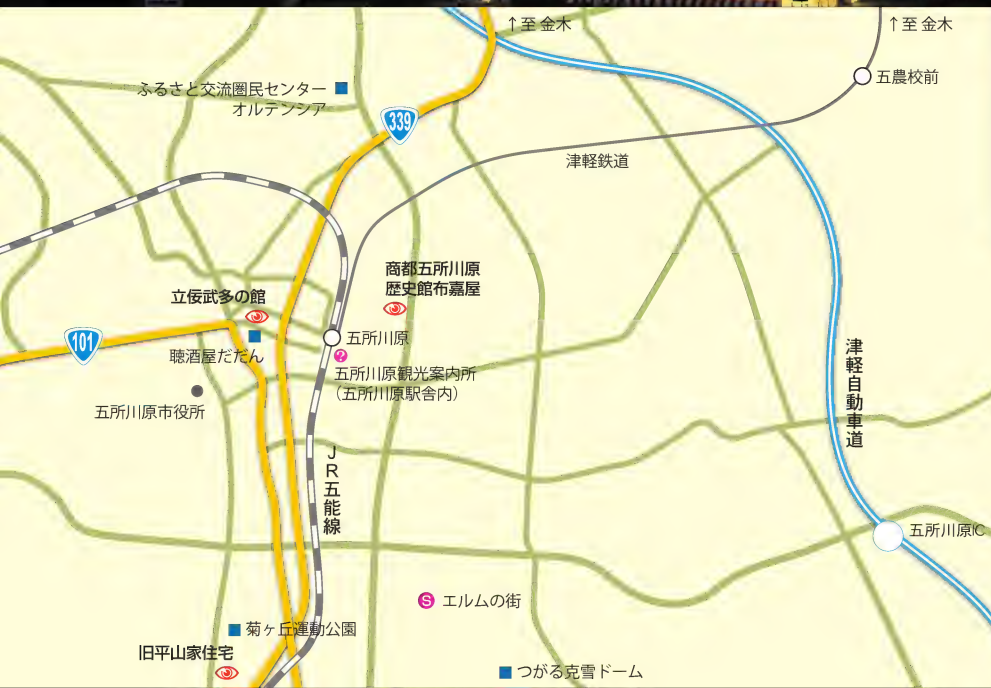 ↑至 金木
↑至 金木
五農校前
ふるさと交流圏民センター
オルテンシア
339
津軽鉄道
商都五所川原
歴史館布嘉屋
立佞武多の館
101
五所川原
聴酒屋だだん
?
五所川原観光案内所
（五所川原駅舎内）
五所川原市役所
津軽自動車道
JR五能線
五所川原IC
S エルムの街
菊ヶ丘運動公園
旧平山家住宅
つがる克雪ドーム